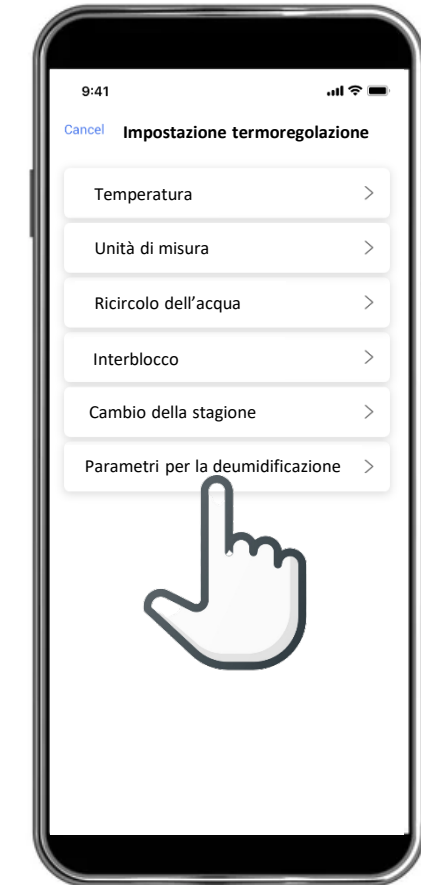 9:41
Cancel Impostazione termoregolazione
Temperatura
Unità di misura
Ricircolo dell’acqua
Interblocco
Cambio della stagione
Parametri per la deumidificazione